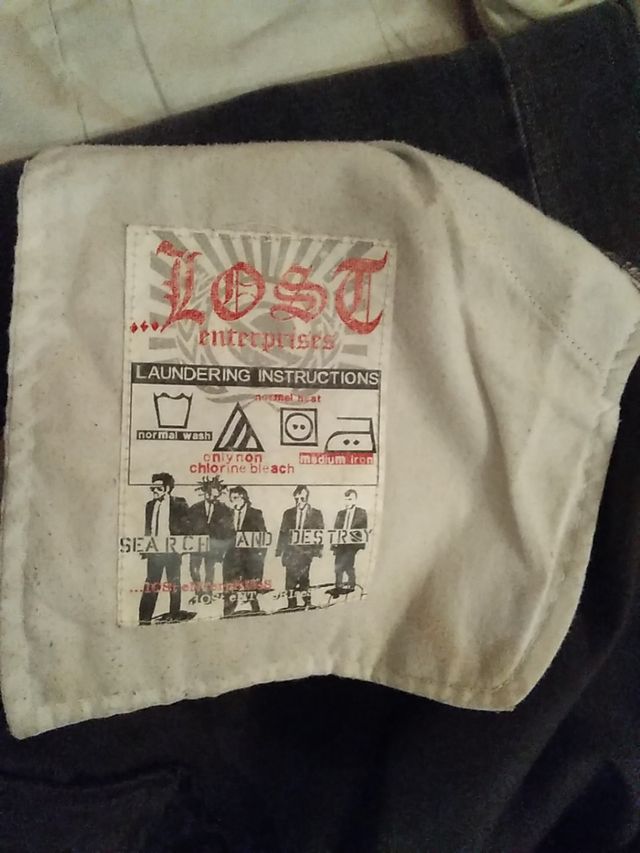 ...LOST
enterprises
LAUNDERING INSTRUCTIONS
normal heat
normal wash
only non
chlorine bleach
medium iron
SEARCH AND DESTROY
...lost enterprises